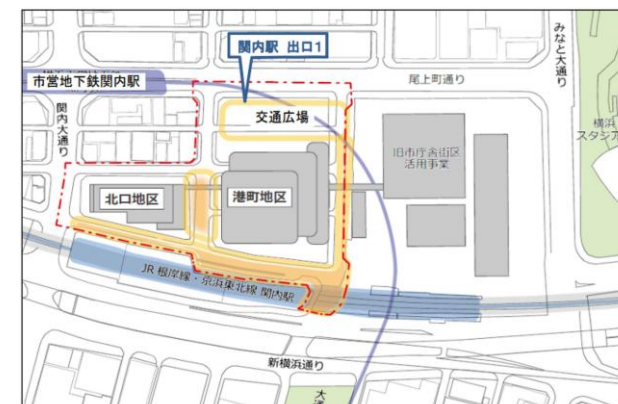 関内駅 出口1
みなと大通り
尾上町通り
市営地下鉄関内駅
関内大通り
交通広場
横浜
スタジア
旧市庁舎街区
活用事業
北口地区
港町地区
JR 根岸線・京浜東北線 関内駅
新横浜通り
大通